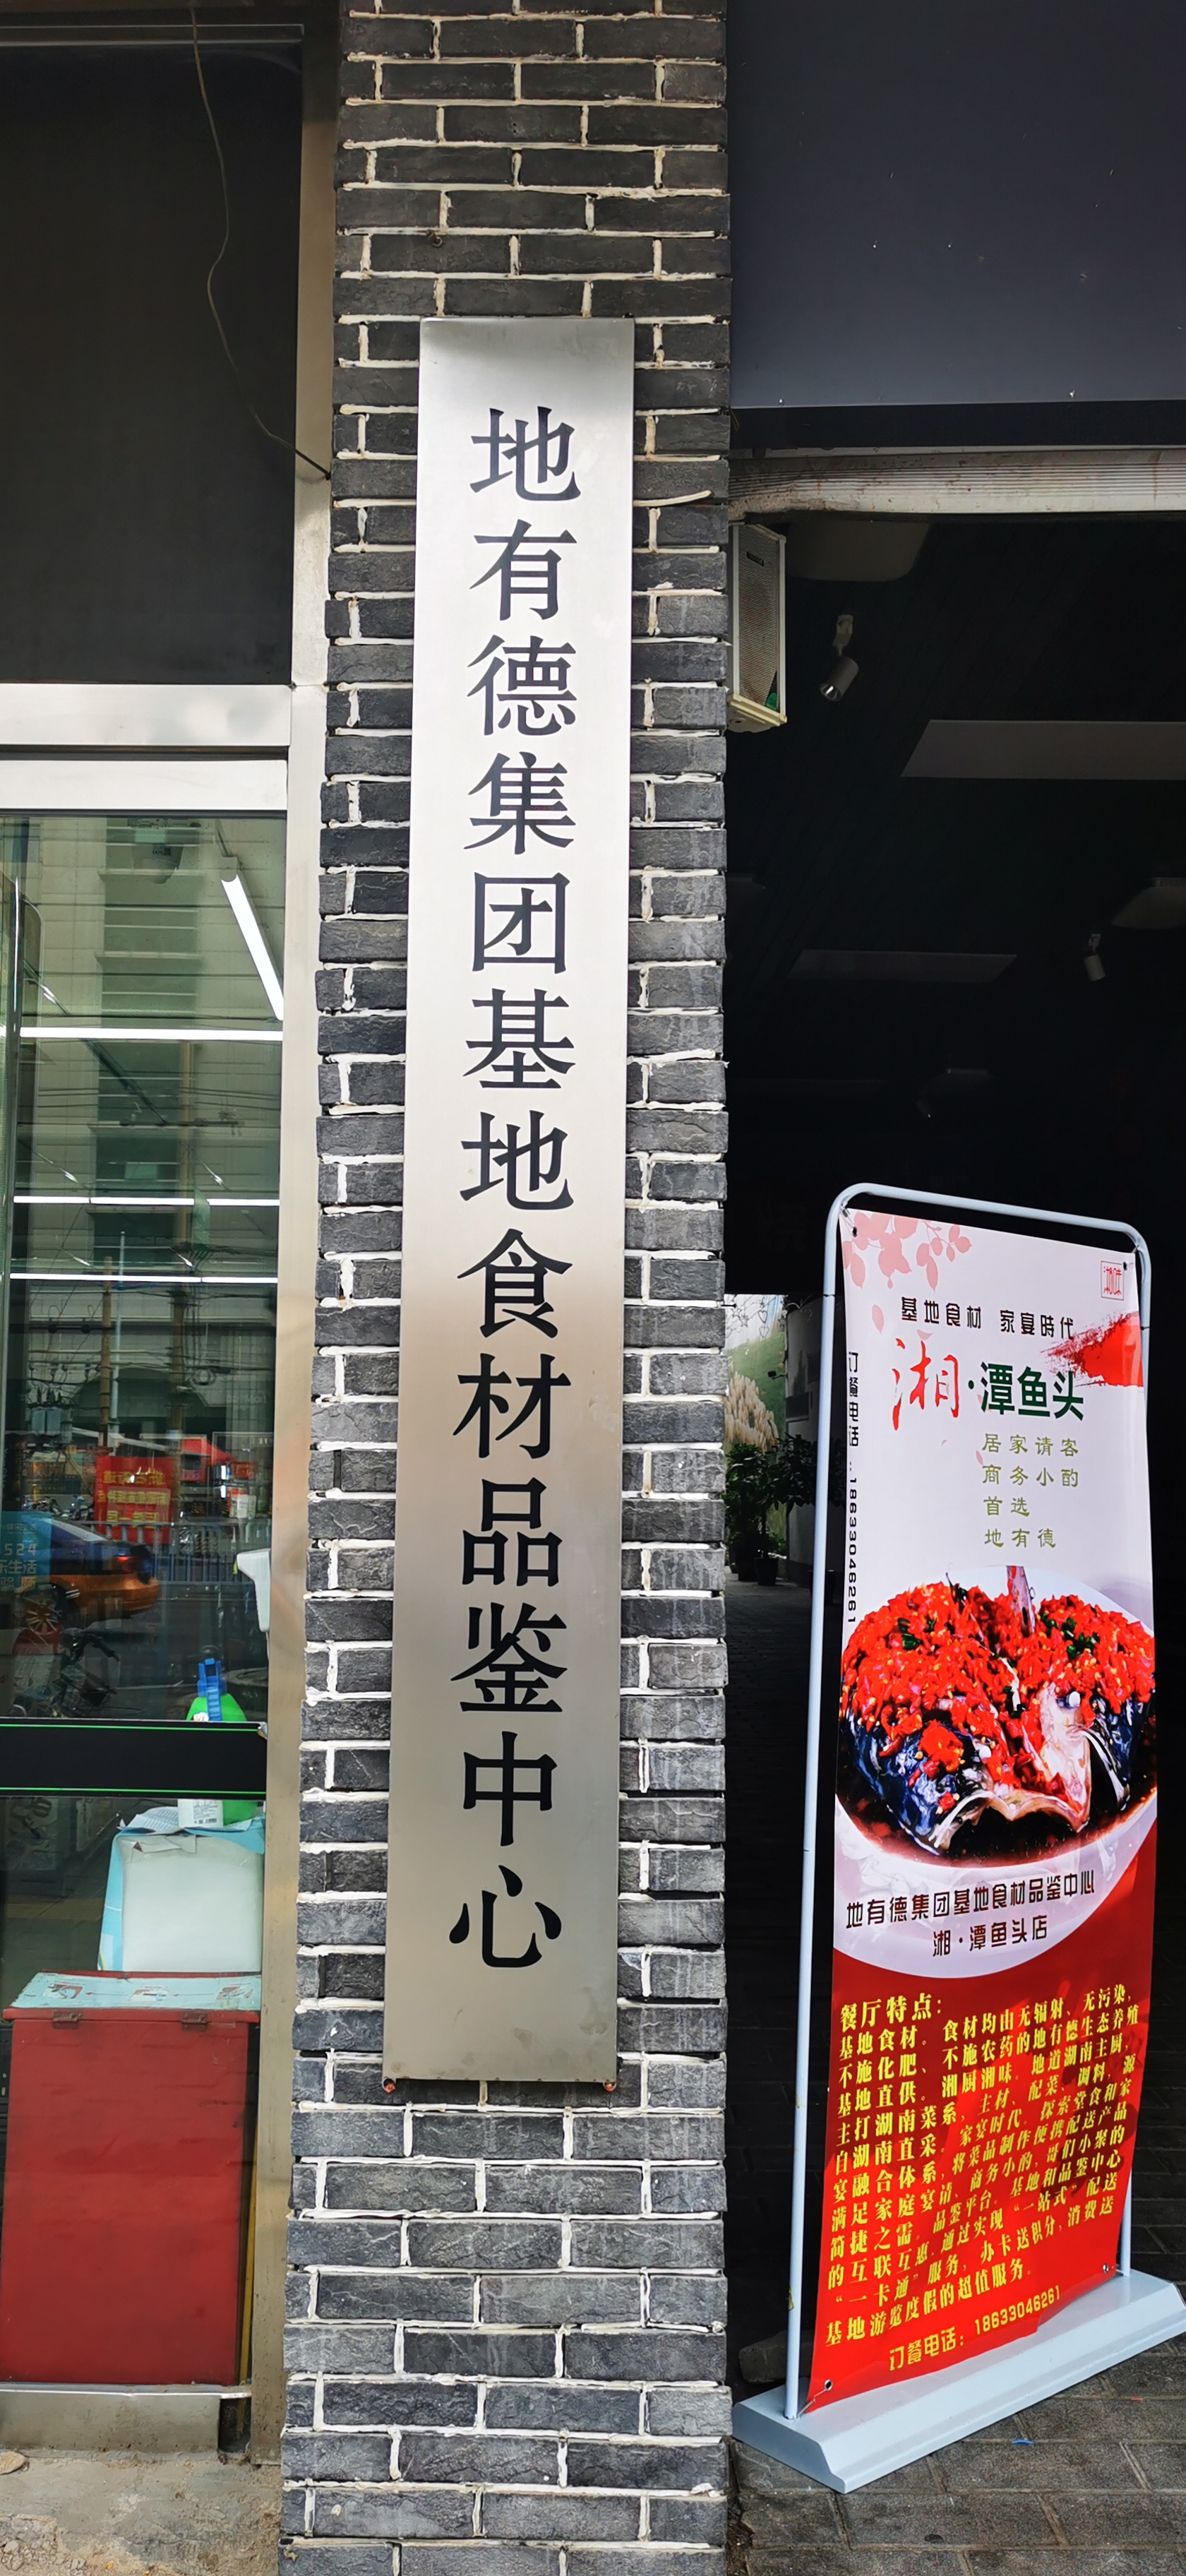 地有德集团基地食材品鉴中心
湘味
基地食材 家宴時代
湘·潭鱼头
居家请客
商务小酌
首选
地有德
订餐电话：18633046261
地有德集团基地食材品鉴中心
湘·潭鱼头店
餐厅特点：
基地食材。食材均由无辐射、无污染，
不施化肥、不施农药的地有德生态养殖
基地直供。湘厨湘味。地道湖南主厨，
主打湖南菜系，主材、配菜、调料，源
自湖南直采。家宴时代。探索堂食和家
宴融合体系，将菜品制作便携配送产品
满足家庭宴请、商务小酌，哥们小聚的
简捷之需。品鉴平台。基地和品鉴中心
的互联互惠，通过实现“一站式”配送
“一卡通”服务，办卡送积分，消费送
基地游览度假的超值服务。
订餐电话：18633046261
524
生活